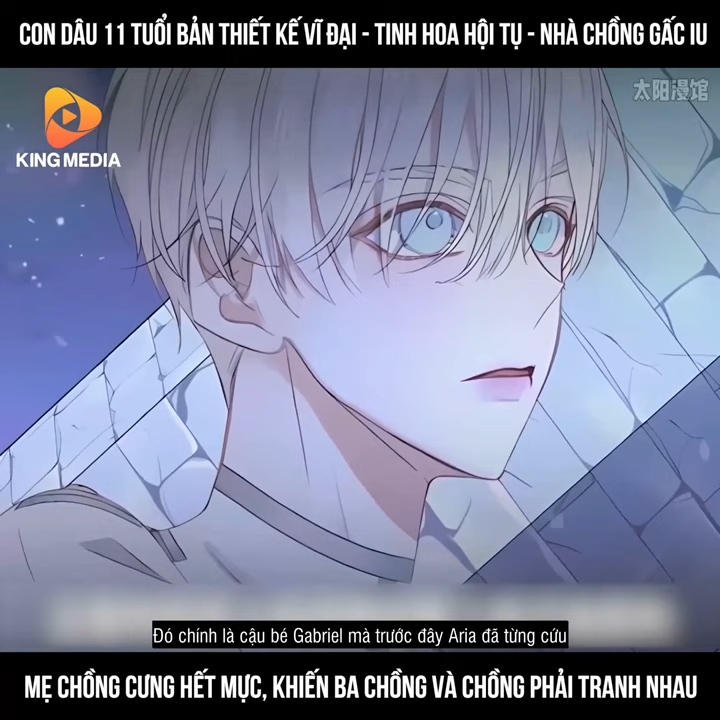 CON DÂU 11 TUỔI BẢN THIẾT KẾ VĨ ĐẠI - TINH HOA HỘI TỤ - NHÀ CHỒNG GẤC IU
太阳漫馆
KING MEDIA
Đó chính là cậu bé Gabriel mà trước đây Aria đã từng cứu
MẸ CHỒNG CƯNG HẾT MỰC, KHIẾN BA CHỒNG VÀ CHỒNG PHẢI TRANH NHAU